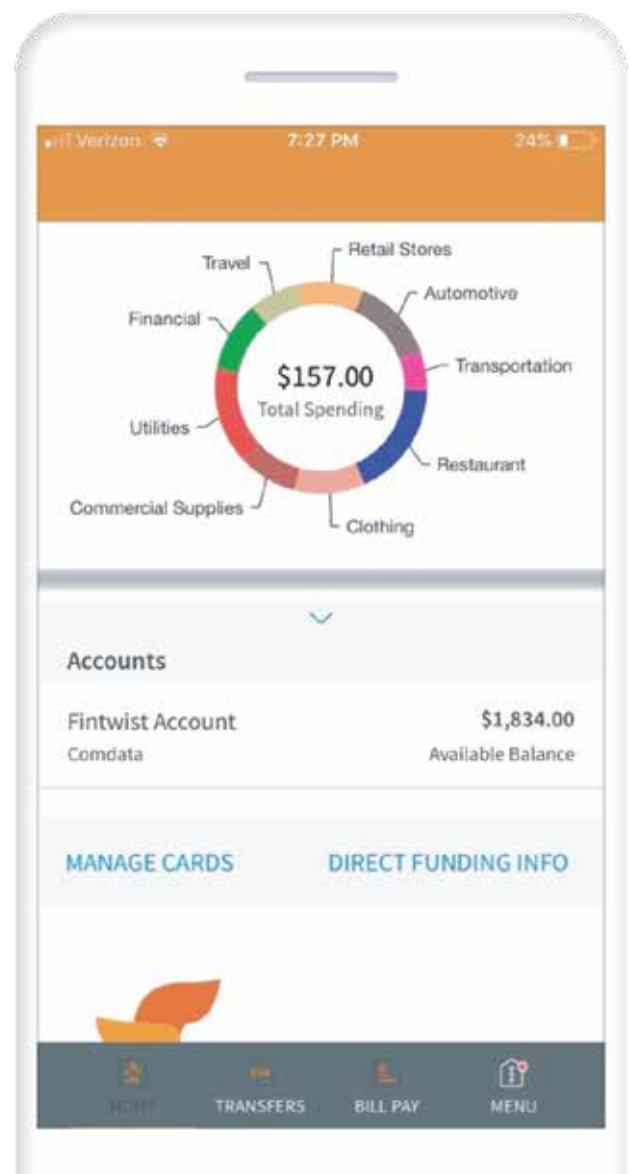 Verizon 7:27 PM 24%
Travel
Retail Stores
Financial
Automotive
$157.00
Total Spending
Transportation
Utilities
Restaurant
Commercial Supplies
Clothing
Accounts
Fintwist Account $1,834.00
Comdata Available Balance
MANAGE CARDS DIRECT FUNDING INFO
HOME TRANSFERS BILL PAY MENU